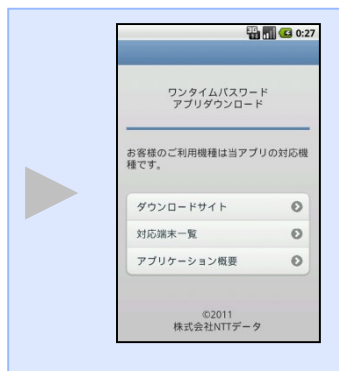 3G
0:27
ワンタイムパスワード
アプリダウンロード
お客様のご利用機種は当アプリの対応機
種です。
ダウンロードサイト
対応端末一覧
アプリケーション概要
©2011
株式会社NTTデータ